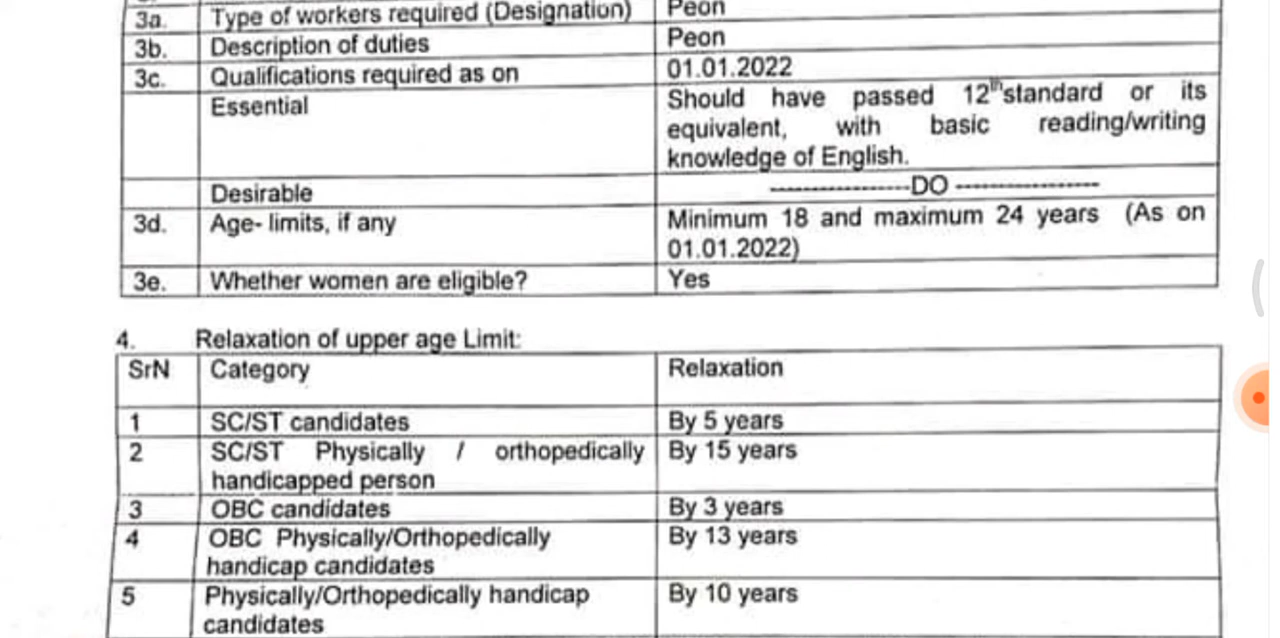 3a. Type of workers required (Designation) Peon
3b. Description of duties Peon
3c. Qualifications required as on 01.01.2022
Essential Should have passed 12th standard or its
equivalent, with basic reading/writing
knowledge of English.
Desirable -----------------DO -----------------
3d. Age- limits, if any Minimum 18 and maximum 24 years (As on
01.01.2022)
3e. Whether women are eligible? Yes
4. Relaxation of upper age Limit:
SrN Category Relaxation
1 SC/ST candidates By 5 years
2 SC/ST Physically / orthopedically By 15 years
handicapped person
3 OBC candidates By 3 years
4 OBC Physically/Orthopedically By 13 years
handicap candidates
5 Physically/Orthopedically handicap By 10 years
candidates